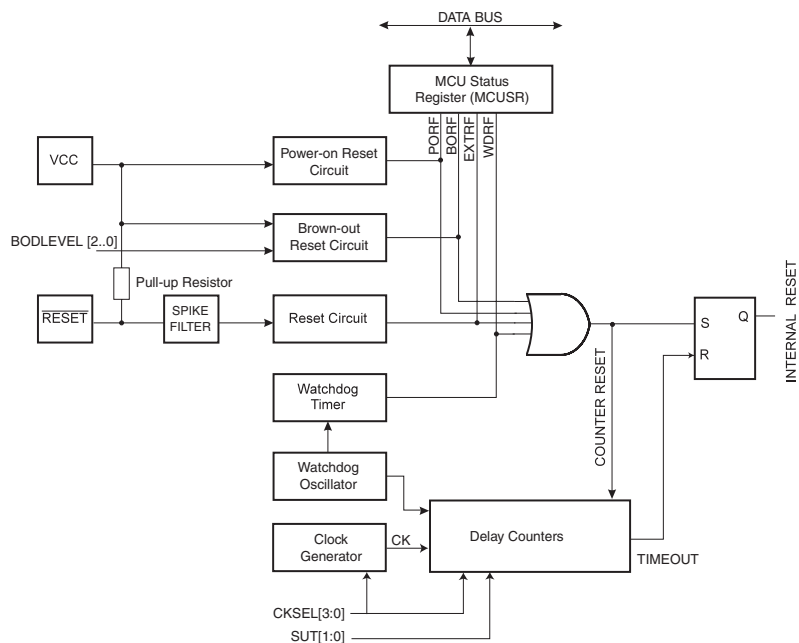 DATA BUS
MCU Status
Register (MCUSR)
PORF
BORF
EXTRF
WDRF
VCC
Power-on Reset
Circuit
Brown-out
Reset Circuit
BODLEVEL [2..0]
Pull-up Resistor
RESET
SPIKE
FILTER
Reset Circuit
S
Q
R
INTERNAL RESET
COUNTER RESET
Watchdog
Timer
Watchdog
Oscillator
Clock
Generator
CK
Delay Counters
TIMEOUT
CKSEL[3:0]
SUT[1:0]